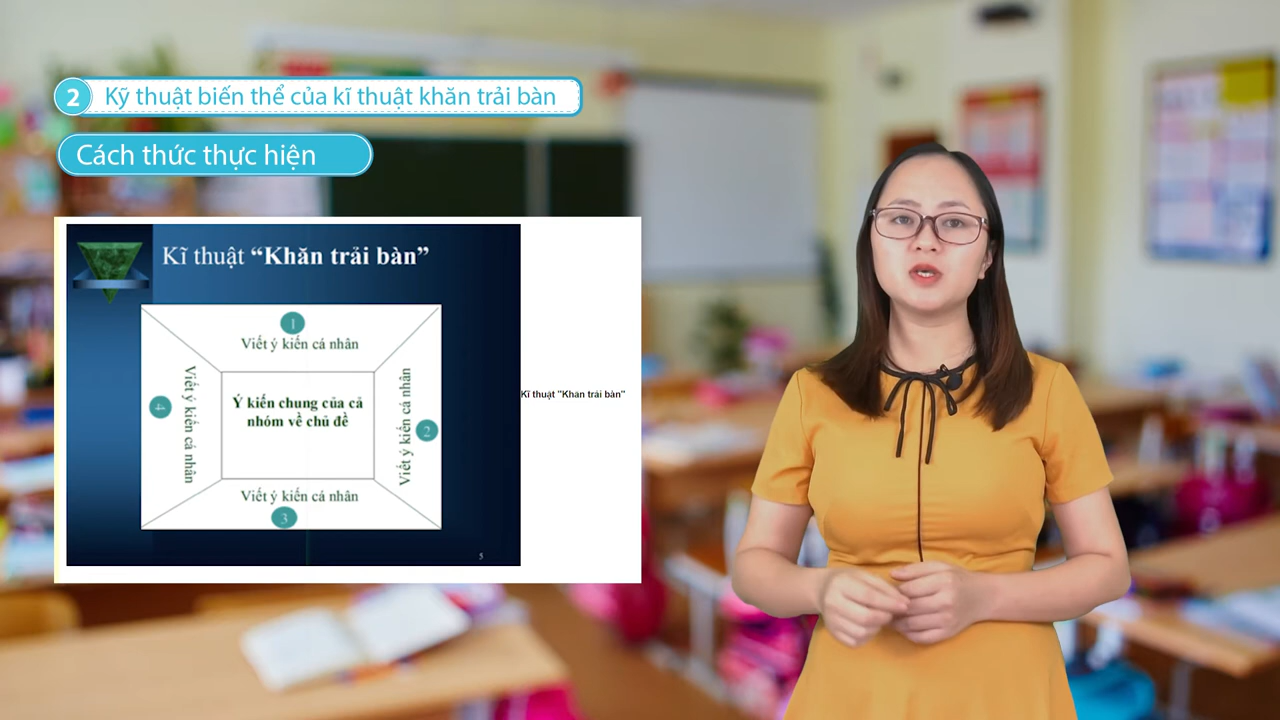 2 Kỹ thuật biến thể của kĩ thuật khăn trải bàn
Cách thức thực hiện
Kĩ thuật “Khăn trải bàn”
1
Viết ý kiến cá nhân
4
Viết ý kiến cá nhân
Ý kiến chung của cả
nhóm về chủ đề
Viết ý kiến cá nhân
2
Viết ý kiến cá nhân
3
5
Kĩ thuật "Khăn trải bàn"